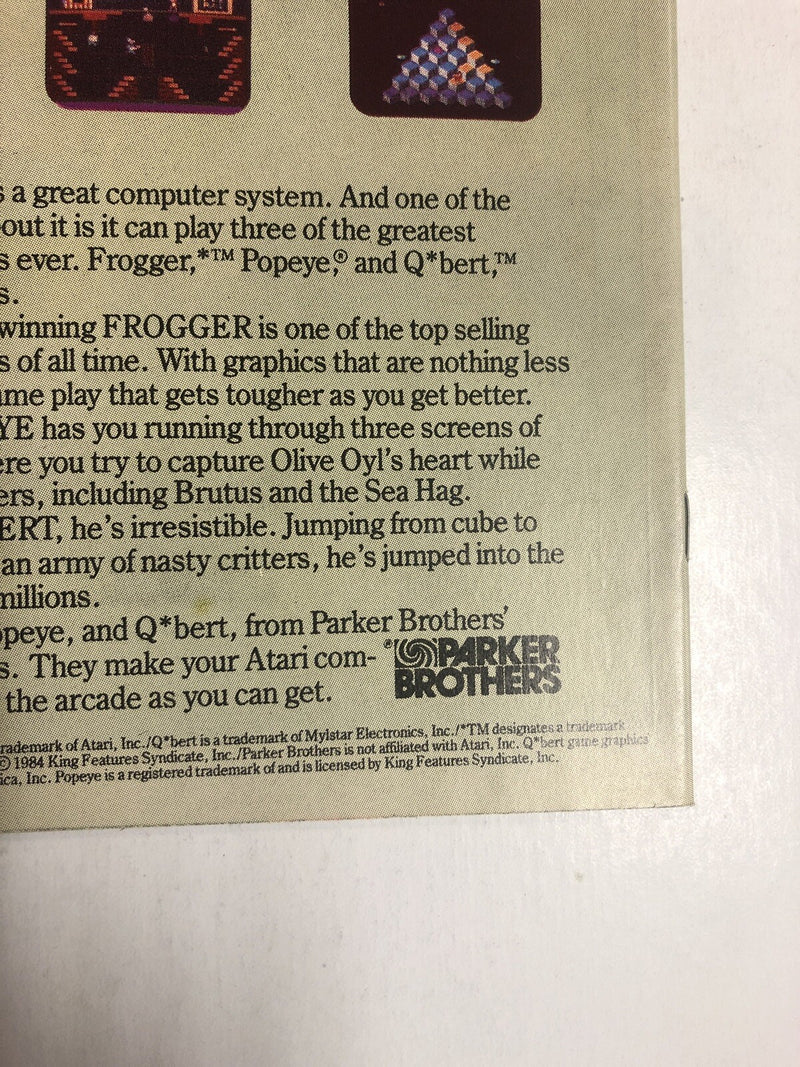 a great computer system. And one of the
out it is it can play three of the greatest
s ever. Frogger,*™ Popeye,® and Q*bert,™
s.
winning FROGGER is one of the top selling
s of all time. With graphics that are nothing less
me play that gets tougher as you get better.
YE has you running through three screens of
ere you try to capture Olive Oyl's heart while
ers, including Brutus and the Sea Hag.
ERT, he's irresistible. Jumping from cube to
an army of nasty critters, he's jumped into the
millions.
opeye, and Q*bert, from Parker Brothers'
s. They make your Atari com-
the arcade as you can get.
PARKER
BROTHERS
rademark of Atari, Inc./Q*bert is a trademark of Mylstar Electronics, Inc./*TM designates a trademark
© 1984 King Features Syndicate, Inc./Parker Brothers is not affiliated with Atari, Inc. Q*bert game graphics
ica, Inc. Popeye is a registered trademark of and is licensed by King Features Syndicate, Inc.